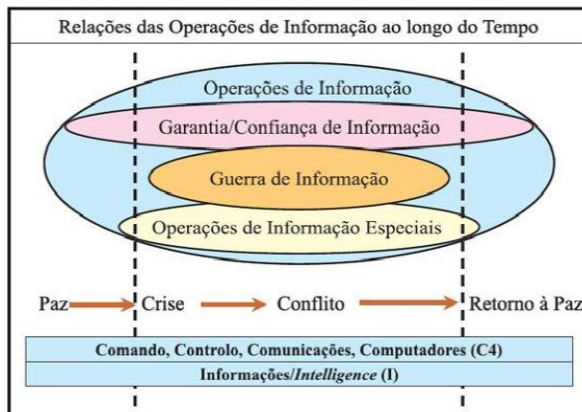 Relações das Operações de Informação ao longo do Tempo
Operações de Informação
Garantia/Confiança de Informação
Guerra de Informação
Operações de Informação Especiais
Paz Crise Conflito Retorno à Paz
Comando, Controlo, Comunicações, Computadores (C4)
Informações/Intelligence (I)